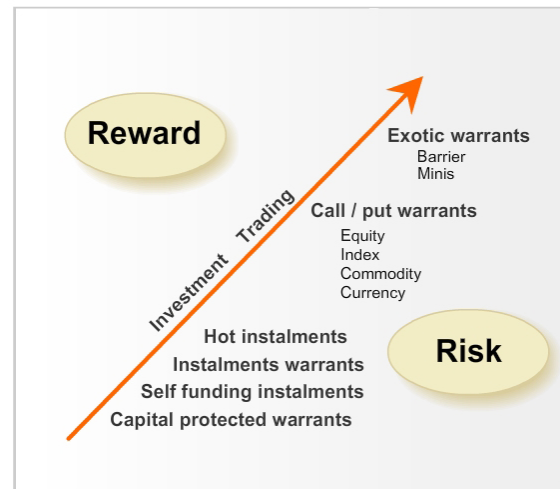 Reward
Exotic warrants
Barrier
Minis
Investment Trading
Call / put warrants
Equity
Index
Commodity
Currency
Hot instalments
Instalments warrants
Self funding instalments
Capital protected warrants
Risk